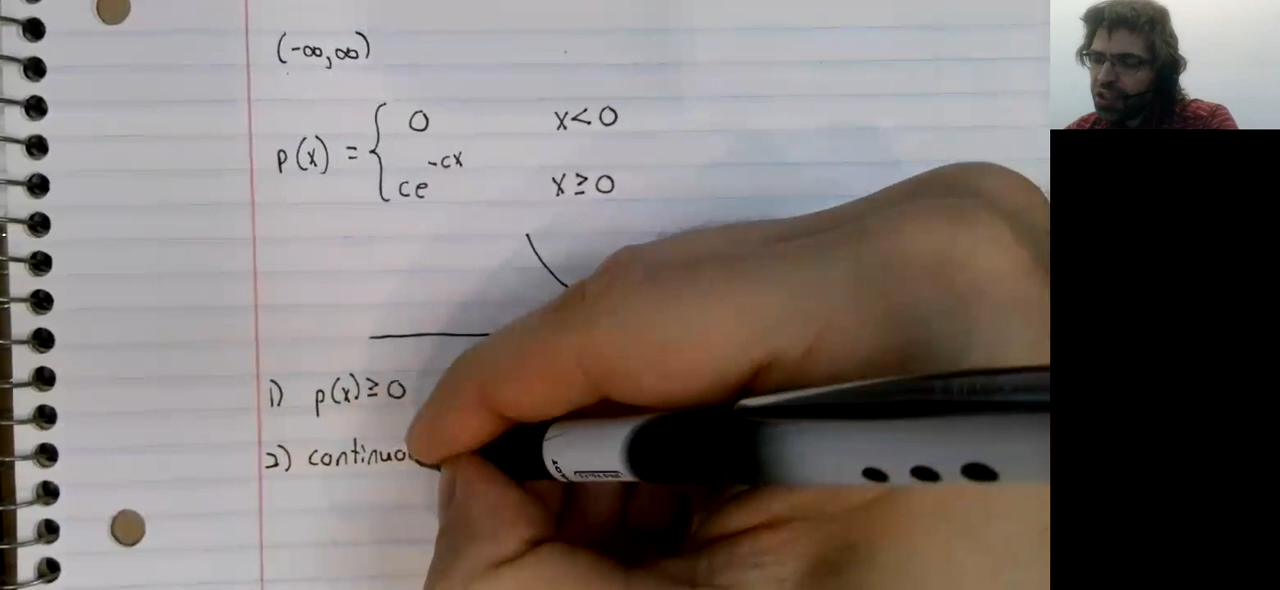 (-∞,∞)
p(x) = { 0 x<0
ce^{-cx} x≥0
1) p(x)≥0
2) continuo